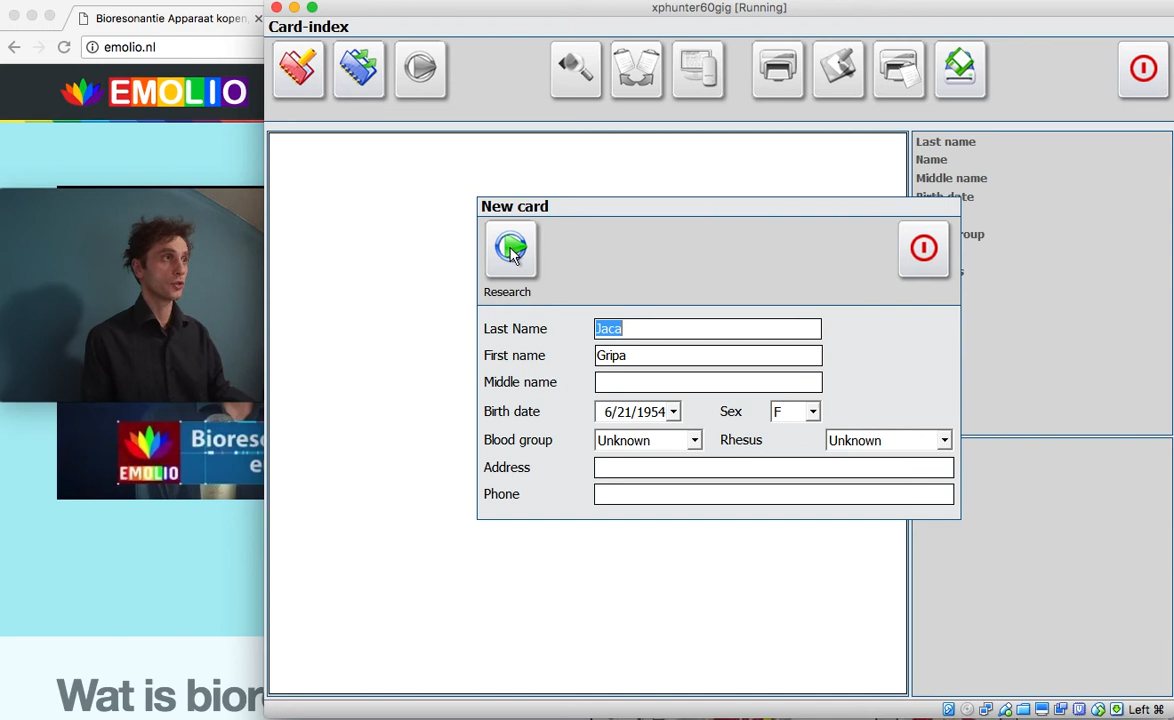 Bioresonantie Apparaat kopen,
xphunter60gig [Running]
emolio.nl
Card-index
EMOLIO
Last name
Name
Middle name
Birth date
New card
Research
Last Name Jaca
First name Gripa
Middle name
Birth date 6/21/1954 Sex F
Blood group Unknown Rhesus Unknown
Address
Phone
EMOLIO
Wat is
Left ⌘